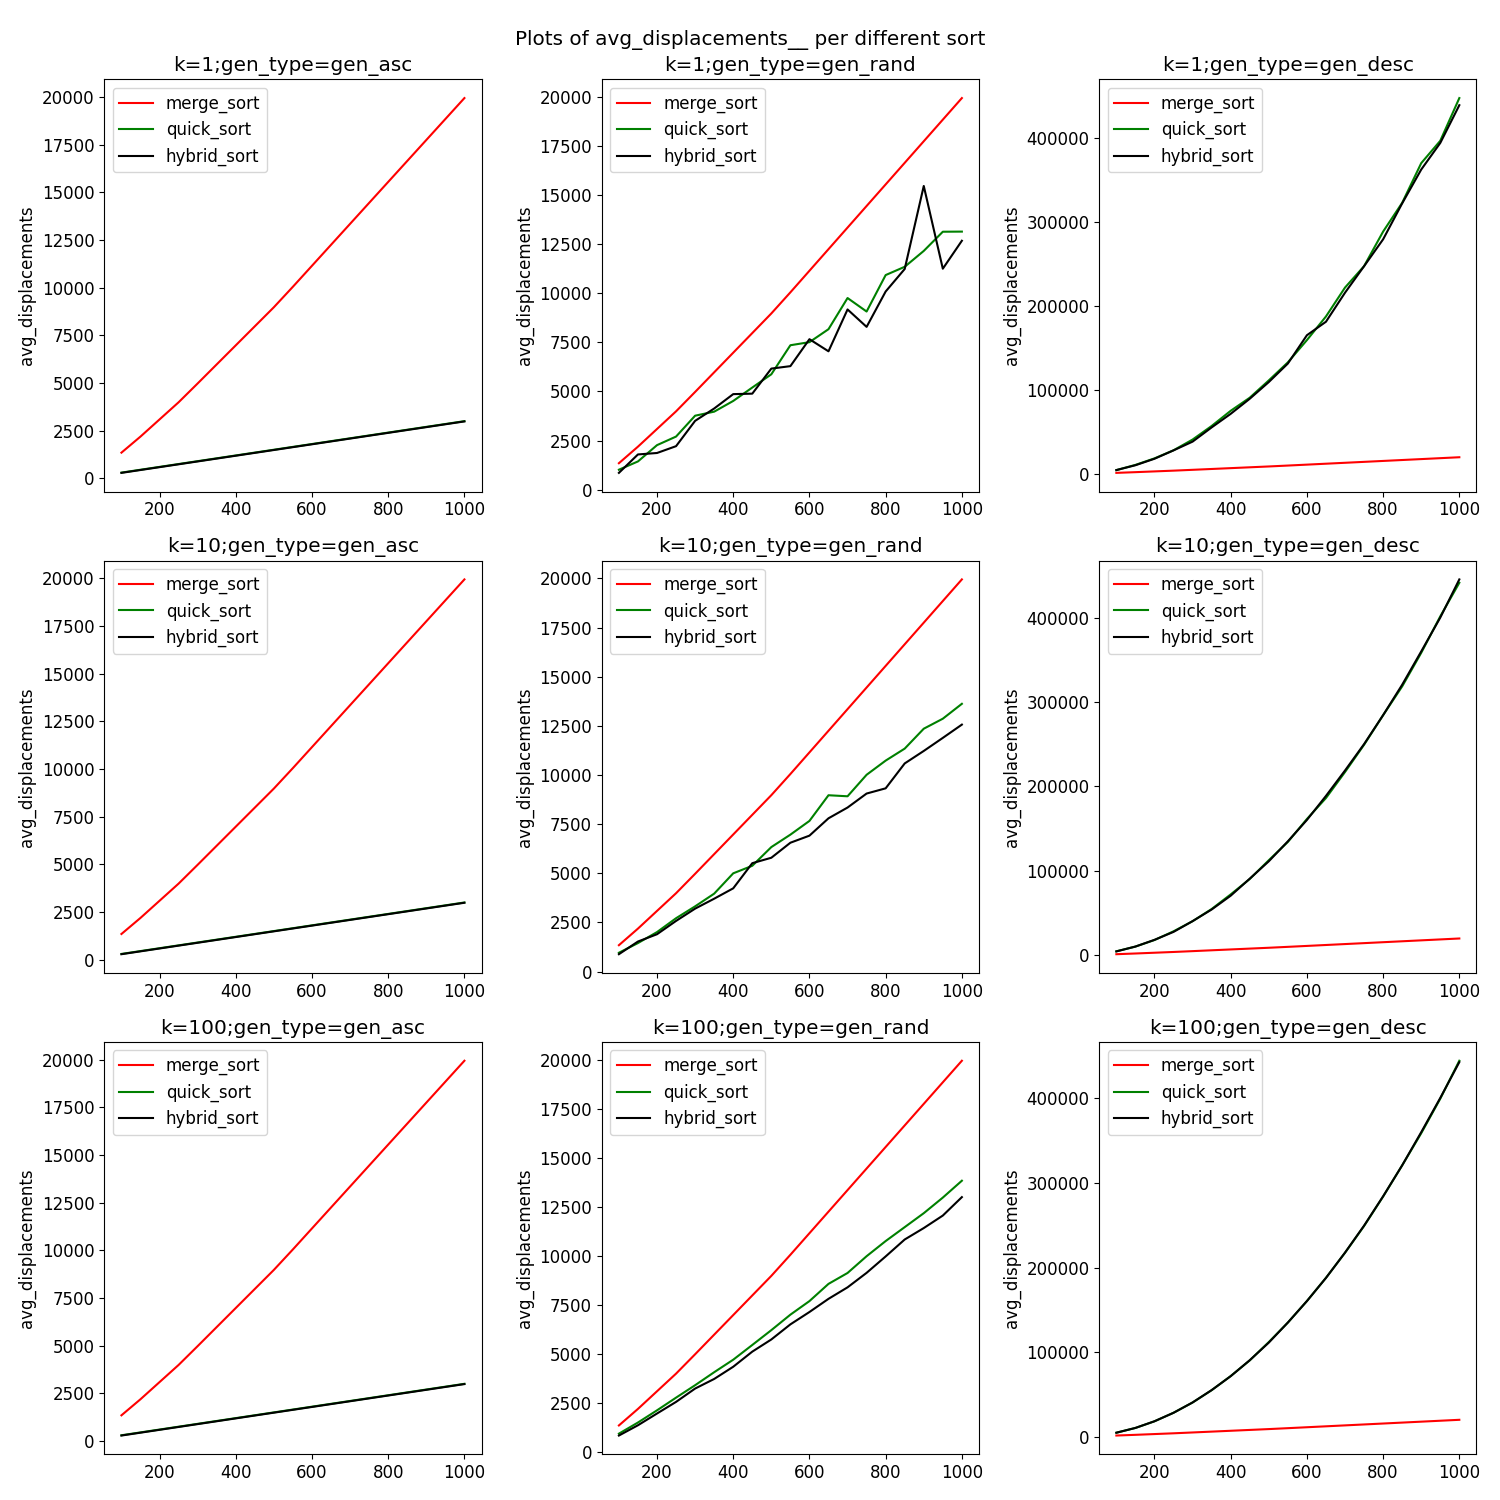 Plots of avg_displacements__ per different sort
k=1;gen_type=gen_asc
avg_displacements
20000
17500
15000
12500
10000
7500
5000
2500
0
merge_sort
quick_sort
hybrid_sort
200 400 600 800 1000
k=1;gen_type=gen_rand
avg_displacements
20000
17500
15000
12500
10000
7500
5000
2500
0
merge_sort
quick_sort
hybrid_sort
200 400 600 800 1000
k=1;gen_type=gen_desc
avg_displacements
400000
300000
200000
100000
0
merge_sort
quick_sort
hybrid_sort
200 400 600 800 1000
k=10;gen_type=gen_asc
avg_displacements
20000
17500
15000
12500
10000
7500
5000
2500
0
merge_sort
quick_sort
hybrid_sort
200 400 600 800 1000
k=10;gen_type=gen_rand
avg_displacements
20000
17500
15000
12500
10000
7500
5000
2500
0
merge_sort
quick_sort
hybrid_sort
200 400 600 800 1000
k=10;gen_type=gen_desc
avg_displacements
400000
300000
200000
100000
0
merge_sort
quick_sort
hybrid_sort
200 400 600 800 1000
k=100;gen_type=gen_asc
avg_displacements
20000
17500
15000
12500
10000
7500
5000
2500
0
merge_sort
quick_sort
hybrid_sort
200 400 600 800 1000
k=100;gen_type=gen_rand
avg_displacements
20000
17500
15000
12500
10000
7500
5000
2500
0
merge_sort
quick_sort
hybrid_sort
200 400 600 800 1000
k=100;gen_type=gen_desc
avg_displacements
400000
300000
200000
100000
0
merge_sort
quick_sort
hybrid_sort
200 400 600 800 1000